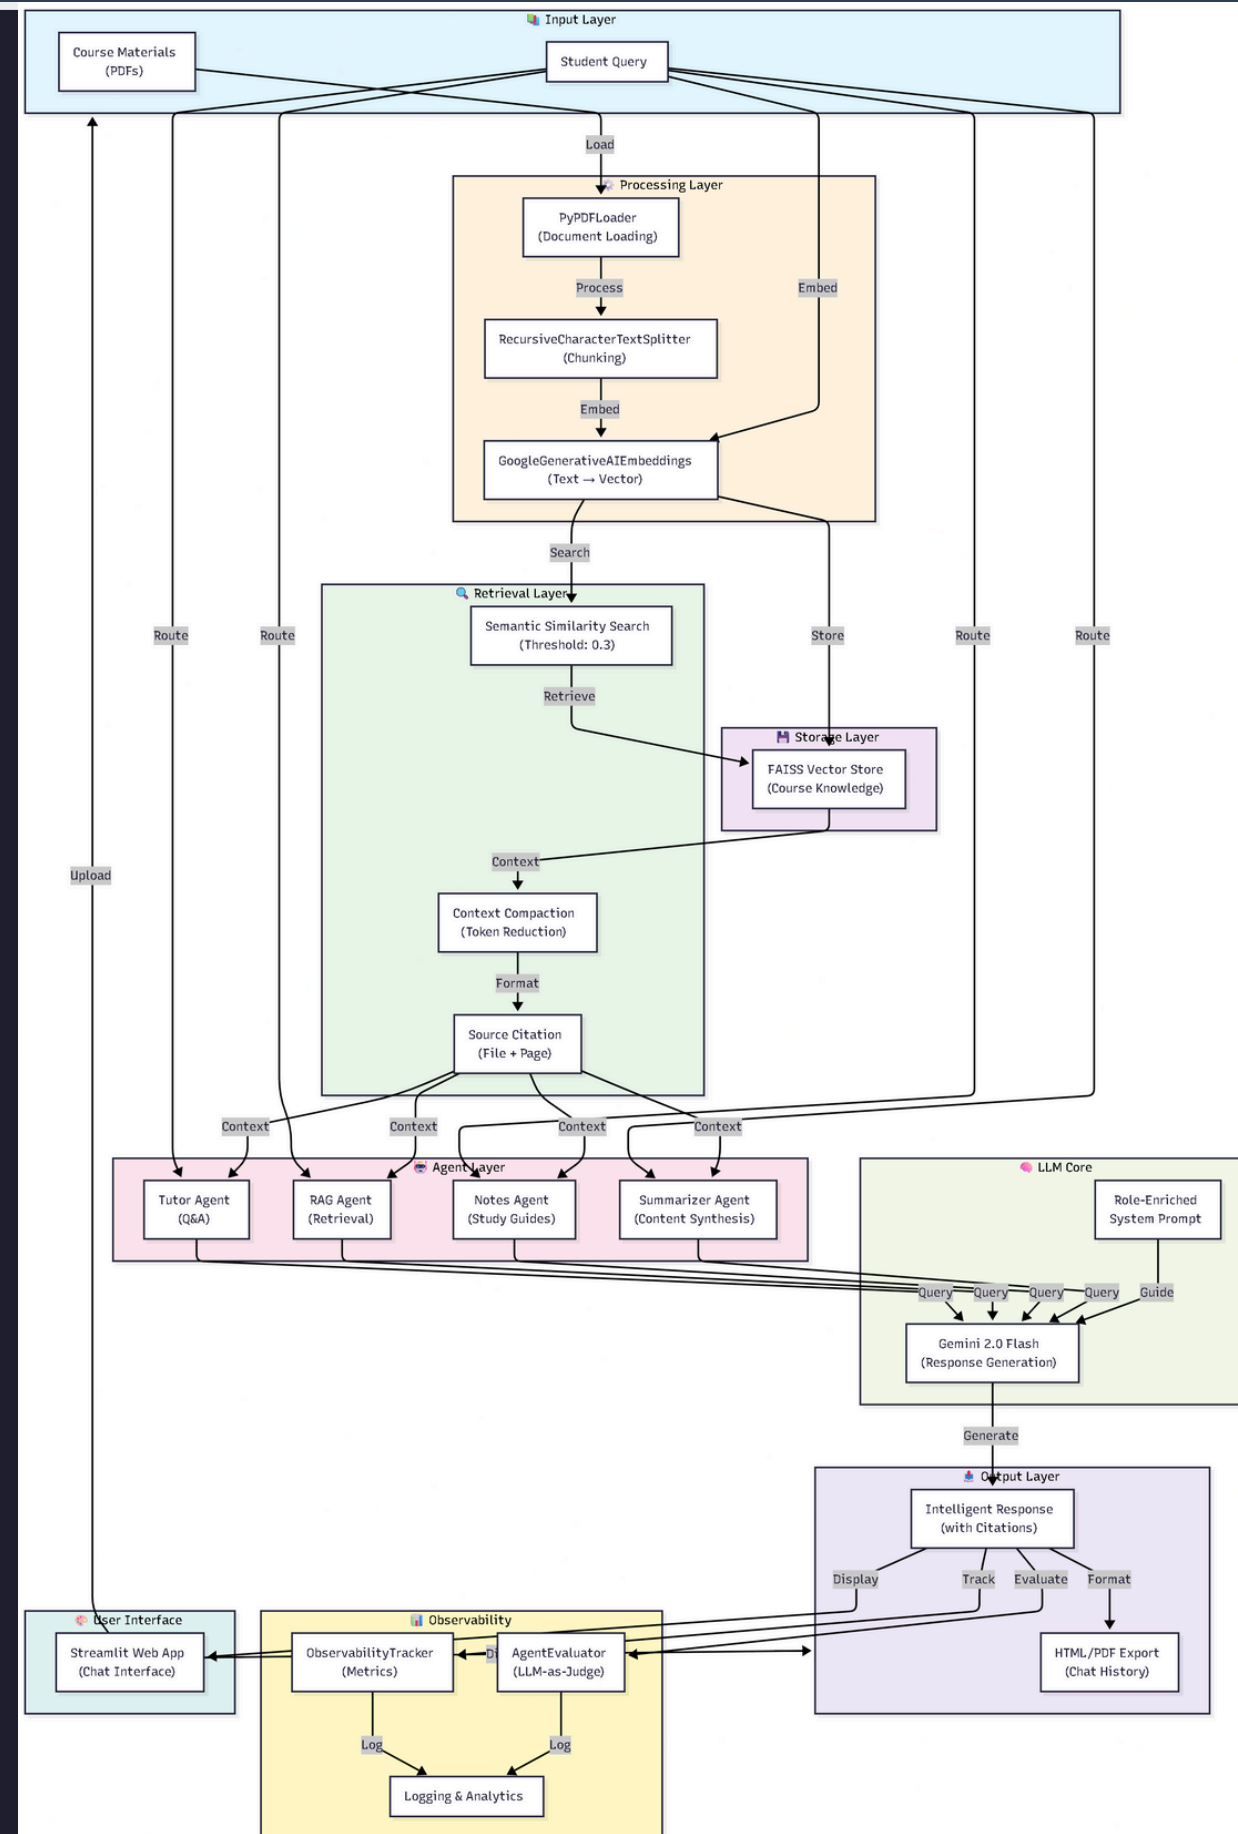 Input Layer
Course Materials
(PDFs)
Student Query
Load
Processing Layer
PyPDFLoader
(Document Loading)
Process
Embed
RecursiveCharacterTextSplitter
(Chunking)
Embed
GoogleGenerativeAIEmbeddings
(Text → Vector)
Search
Retrieval Layer
Semantic Similarity Search
(Threshold: 0.3)
Route
Route
Store
Route
Route
Retrieve
Storage Layer
FAISS Vector Store
(Course Knowledge)
Context
Upload
Context Compaction
(Token Reduction)
Format
Source Citation
(File + Page)
Context
Context
Context
Context
Agent Layer
Tutor Agent
(Q&A)
RAG Agent
(Retrieval)
Notes Agent
(Study Guides)
Summarizer Agent
(Content Synthesis)
LLM Core
Role-Enriched
System Prompt
Query
Query
Query
Query
Guide
Gemini 2.0 Flash
(Response Generation)
Generate
Output Layer
Intelligent Response
(with Citations)
Display
Track
Evaluate
Format
User Interface
Streamlit Web App
(Chat Interface)
Observability
ObservabilityTracker
(Metrics)
AgentEvaluator
(LLM-as-Judge)
HTML/PDF Export
(Chat History)
Log
Log
Logging & Analytics